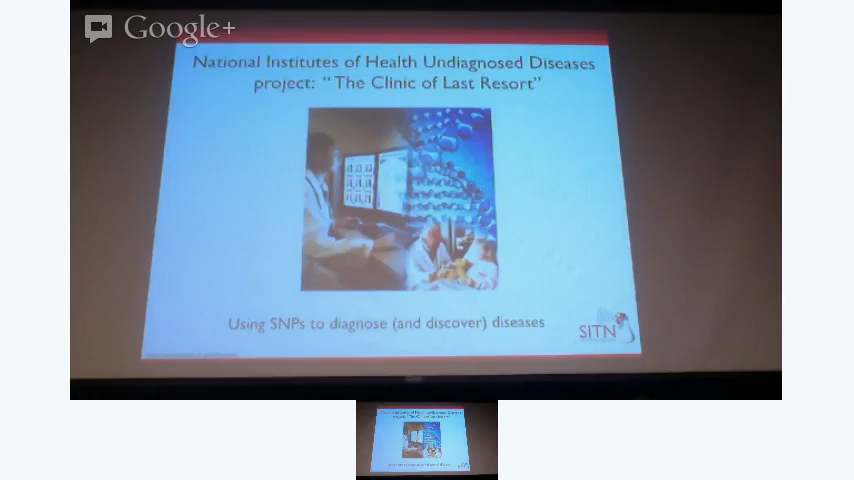 Google+
National Institutes of Health Undiagnosed Diseases
project: "The Clinic of Last Resort"
Using SNPs to diagnose (and discover) diseases
SITN